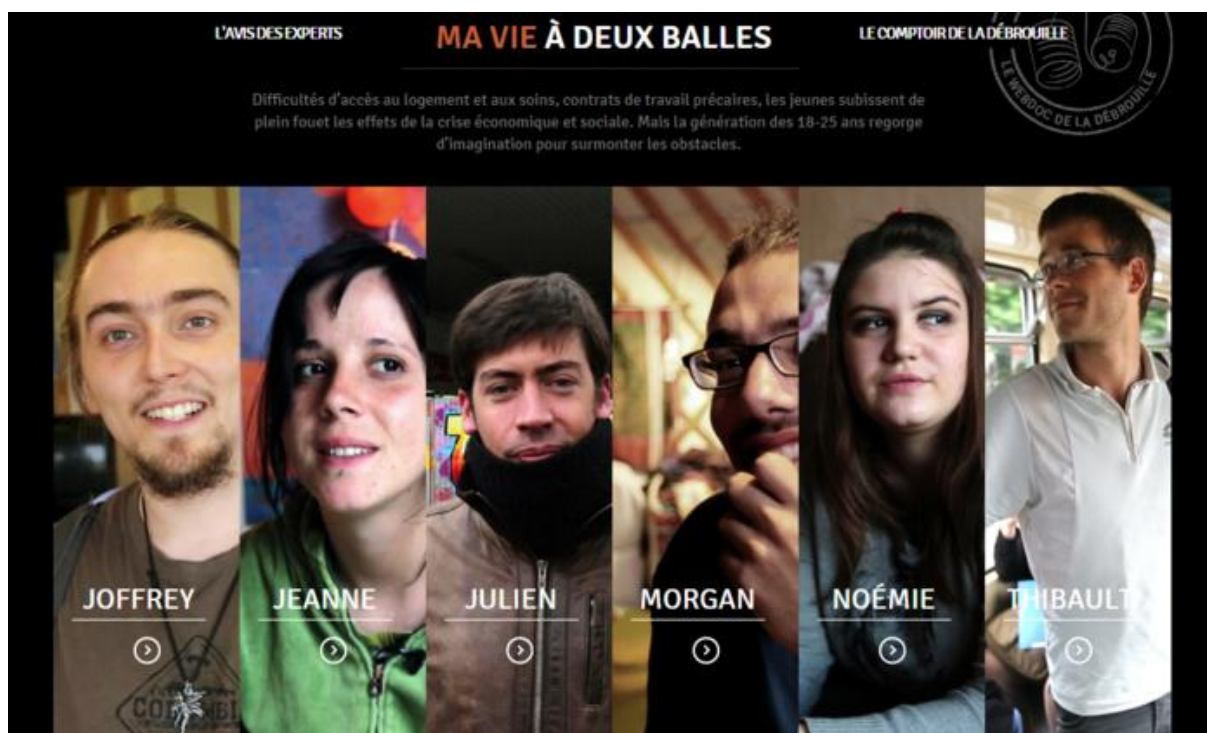 L'AVIS DES EXPERTS
MA VIE À DEUX BALLES
LE COMPTOIR DE LA DÉBROUILLE
LE WEBDOC DE LA DÉBROUILLE
Difficultés d'accès au logement et aux soins, contrats de travail précaires, les jeunes subissent de
plein fouet les effets de la crise économique et sociale. Mais la génération des 18-25 ans regorge
d'imagination pour surmonter les obstacles.
JOFFREY
JEANNE
JULIEN
MORGAN
NOÉMIE
THIBAULT